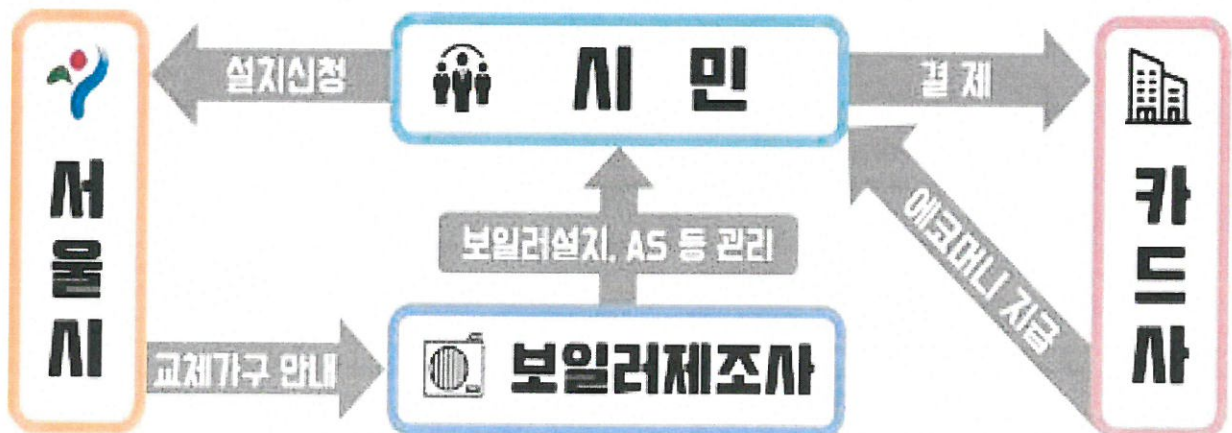 설치신청
시 민
결 제
서울시
카드사
보일러설치, AS 등 관리
에코머니 지급
교체가구 안내
보일러제조사